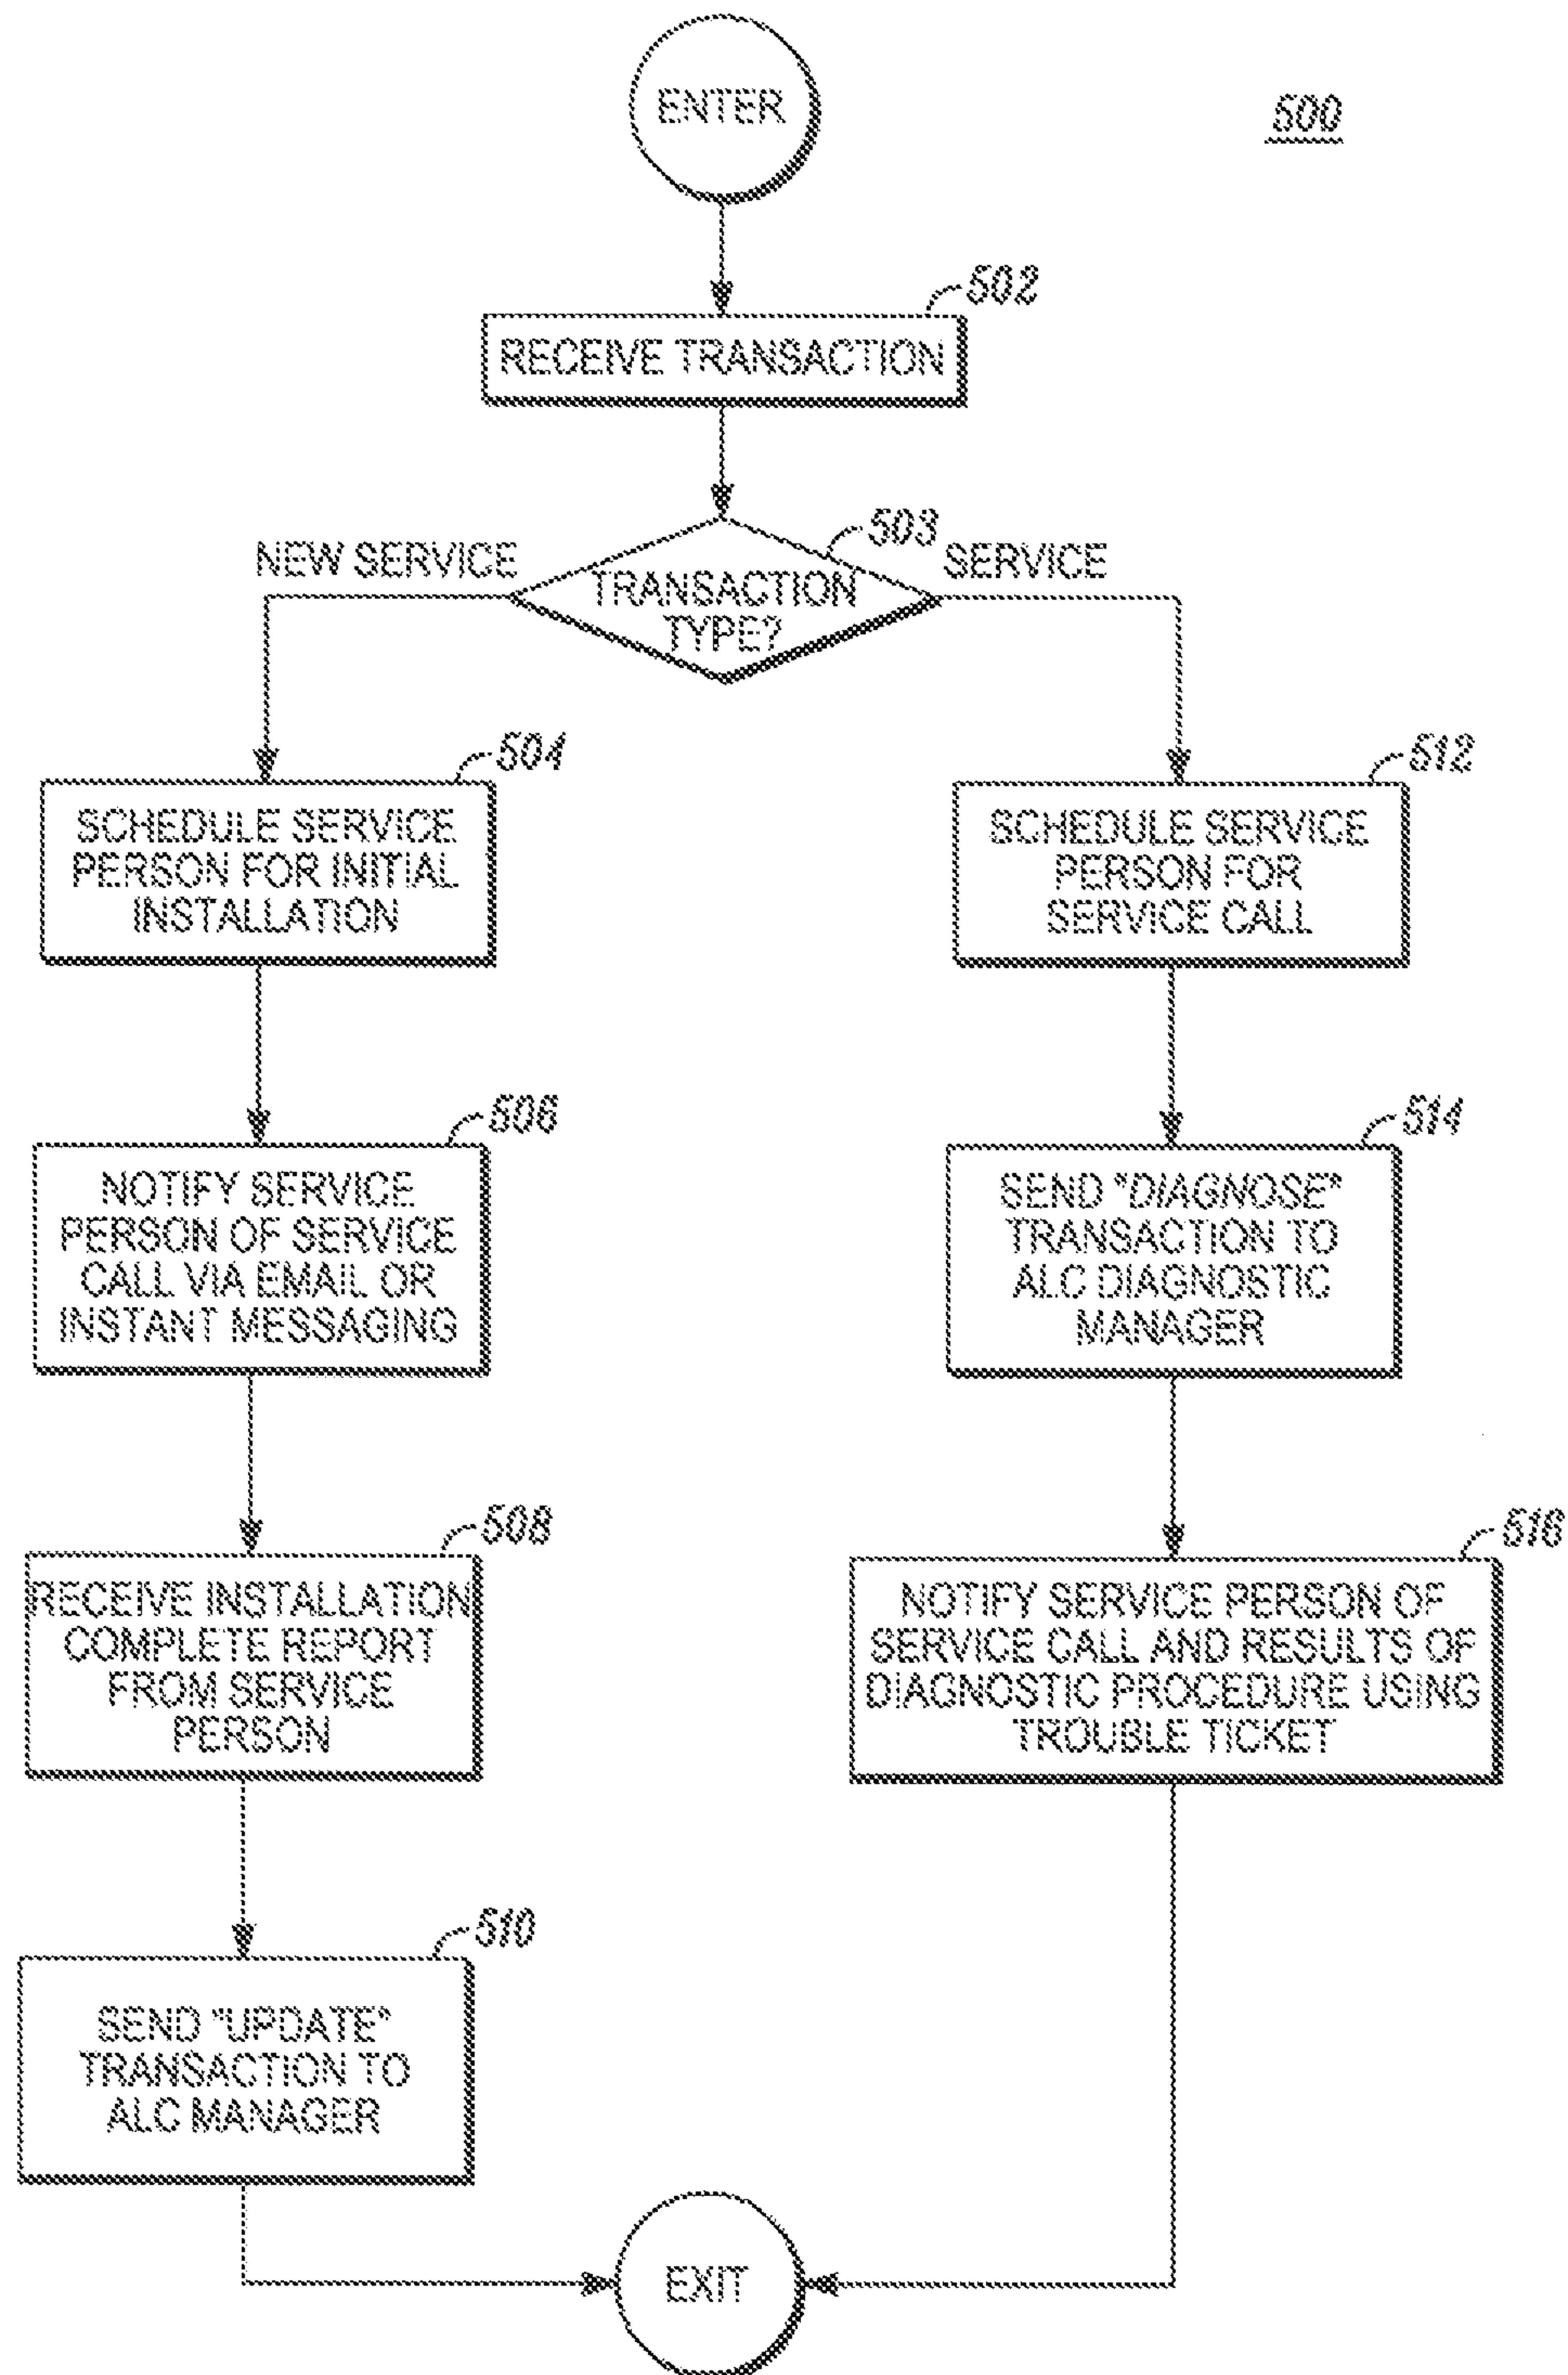 ENTER
500
502
RECEIVE TRANSACTION
503
NEW SERVICE
SERVICE
TRANSACTION
TYPE?
504
SCHEDULE SERVICE
PERSON FOR INITIAL
INSTALLATION
512
SCHEDULE SERVICE
PERSON FOR
SERVICE CALL
506
NOTIFY SERVICE
PERSON OF SERVICE
CALL VIA EMAIL OR
INSTANT MESSAGING
514
SEND "DIAGNOSE"
TRANSACTION TO
ALC DIAGNOSTIC
MANAGER
508
RECEIVE INSTALLATION
COMPLETE REPORT
FROM SERVICE
PERSON
516
NOTIFY SERVICE PERSON OF
SERVICE CALL AND RESULTS OF
DIAGNOSTIC PROCEDURE USING
TROUBLE TICKET
510
SEND "UPDATE"
TRANSACTION TO
ALC MANAGER
EXIT